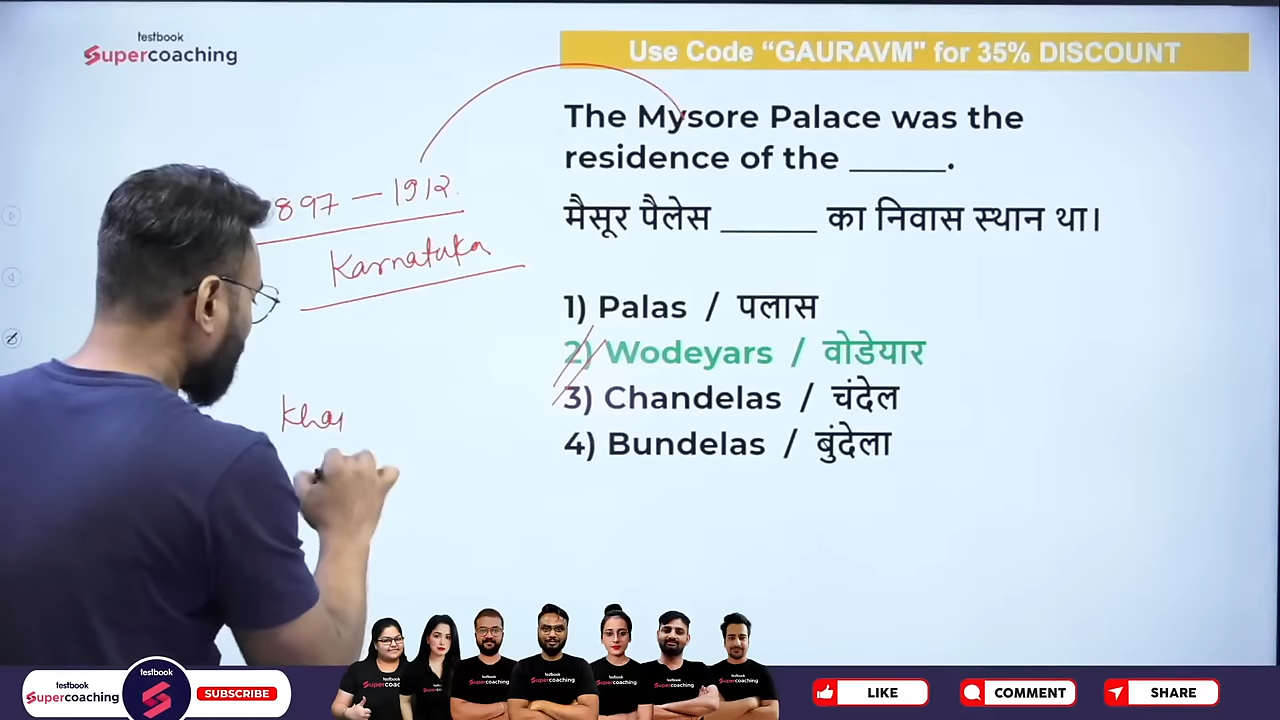 testbook
Supercoaching
Use Code “GAURAVM" for 35% DISCOUNT
The Mysore Palace was the
residence of the ______.
मैसूर पैलेस ______ का निवास स्थान था।
897 — 1912.
Karnataka
1) Palas / पलास
2) Wodeyars / वोडेयार
3) Chandelas / चंदेल
4) Bundelas / बुंदेला
Khaj
testbook
Supercoaching
testbook
SUBSCRIBE
LIKE
COMMENT
SHARE